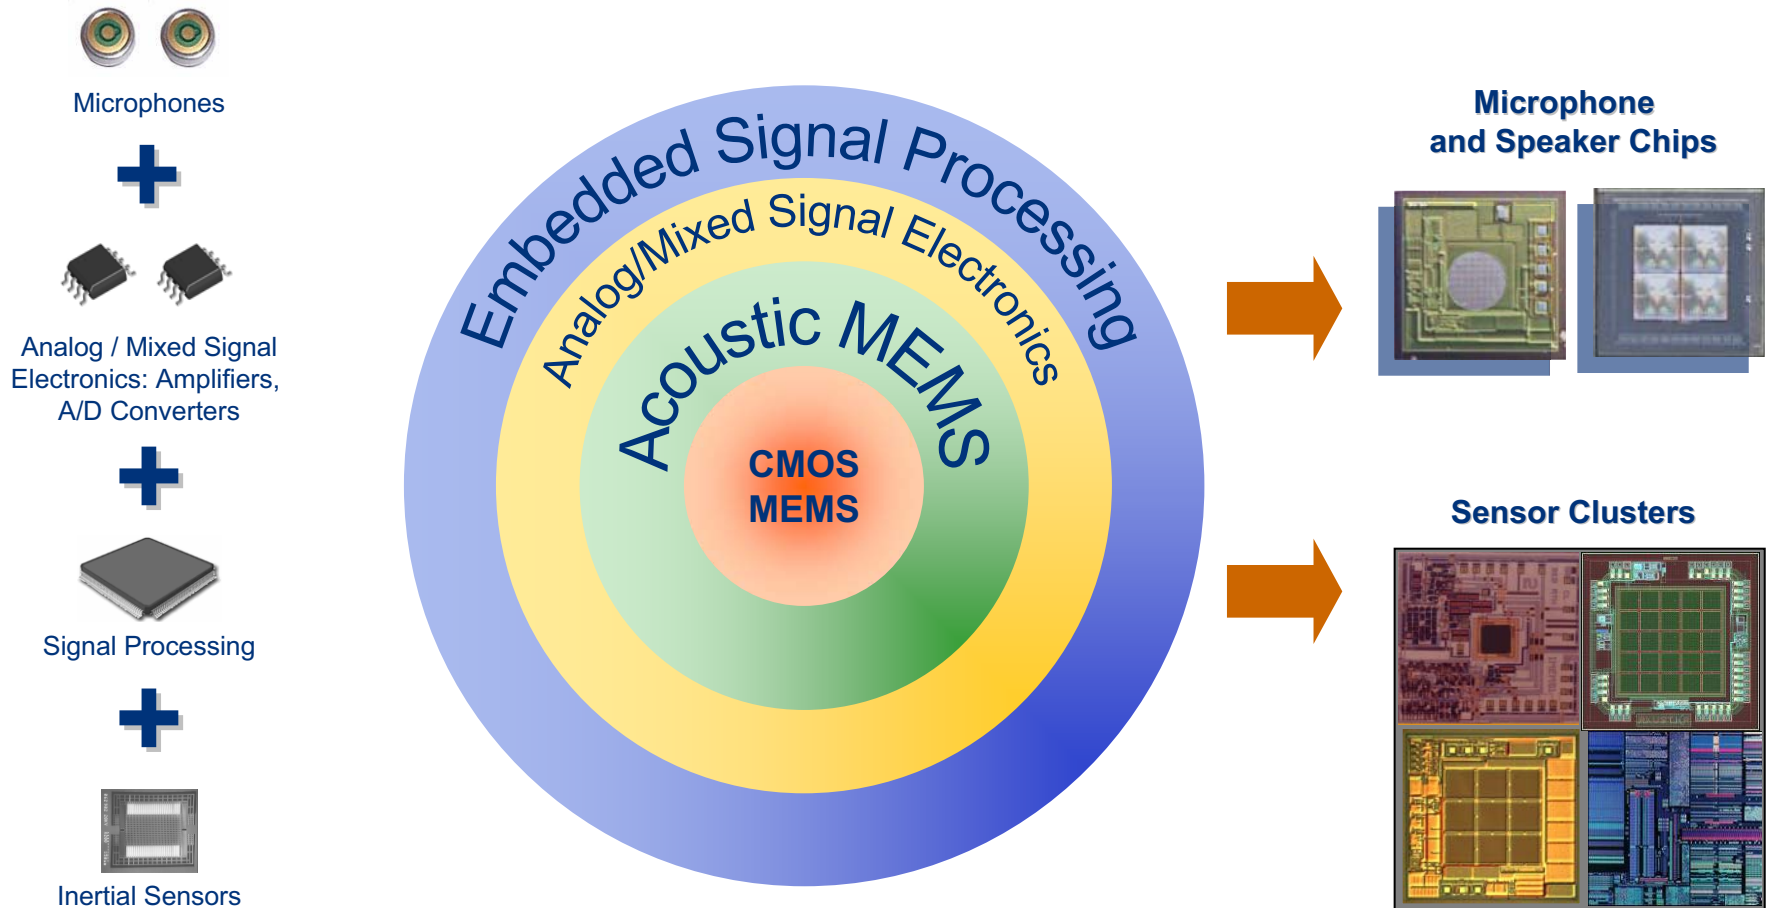 Microphones
Analog / Mixed Signal
Electronics: Amplifiers,
A/D Converters
Signal Processing
Inertial Sensors
Embedded Signal Processing
Analog/Mixed Signal Electronics
Acoustic MEMS
CMOS
MEMS
Microphone
and Speaker Chips
Sensor Clusters
AKUSTICA